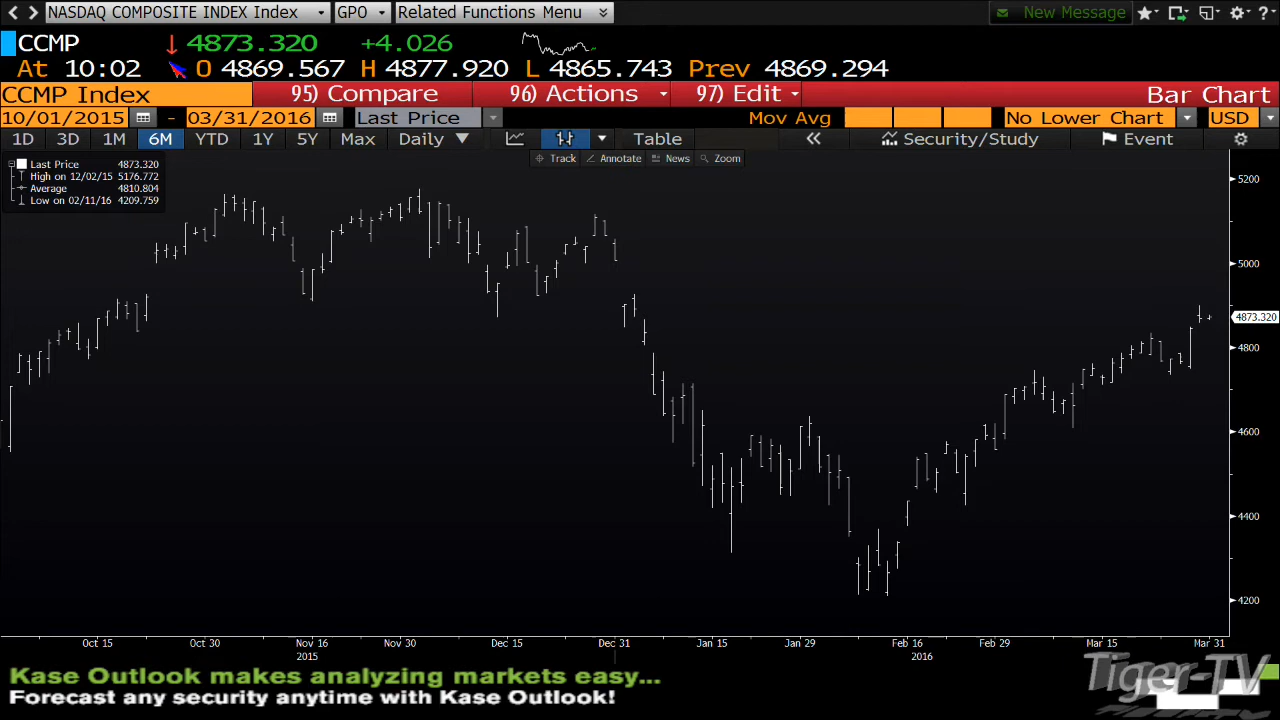 NASDAQ COMPOSITE INDEX Index GPO Related Functions Menu New Message
CCMP 4873.320 +4.026
At 10:02 O 4869.567 H 4877.920 L 4865.743 Prev 4869.294
CCMP Index 95) Compare 96) Actions 97) Edit Bar Chart
10/01/2015 - 03/31/2016 Last Price Mov Avg No Lower Chart USD
1D 3D 1M 6M YTD 1Y 5Y Max Daily Table Security/Study Event
Track Annotate News Zoom
Last Price 4873.320
High on 12/02/15 5176.772
Average 4810.804
Low on 02/11/16 4209.759
5200
5000
4873.320
4800
4600
4400
4200
Oct 15 Oct 30 Nov 16 Nov 30 Dec 15 Dec 31 Jan 15 Jan 29 Feb 16 Feb 29 Mar 15 Mar 31
2015 2016
Kase Outlook makes analyzing markets easy...
Forecast any security anytime with Kase Outlook!
Tiger-TV